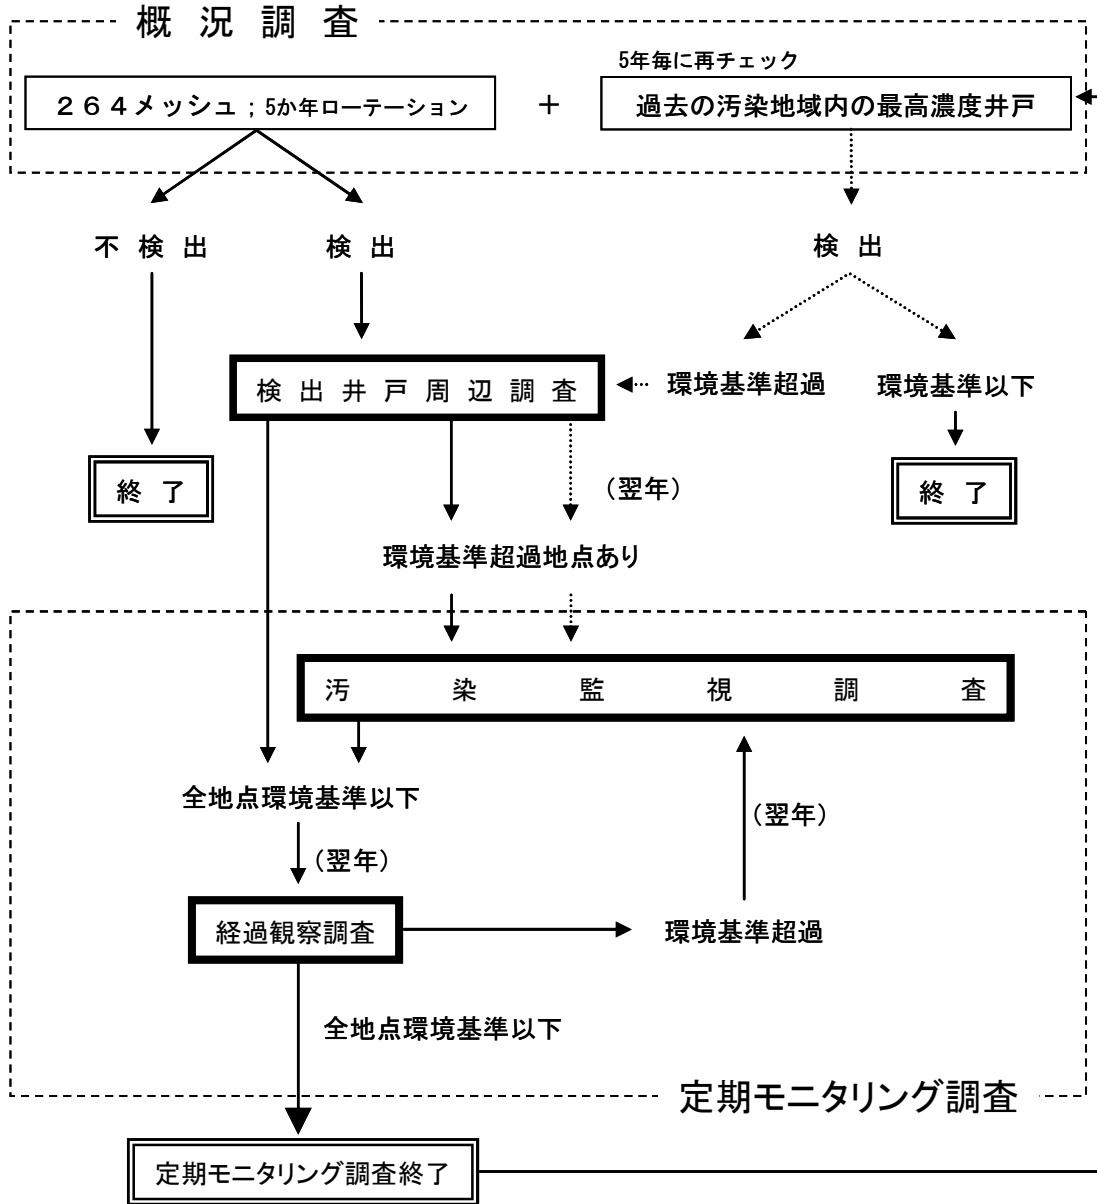 概況調査
5年毎に再チェック
２６４メッシュ；5か年ローテーション
＋
過去の汚染地域内の最高濃度井戸
不検出
検出
検出
環境基準超過
環境基準以下
検出井戸周辺調査
終了
（翌年）
終了
環境基準超過地点あり
汚染監視調査
全地点環境基準以下
（翌年）
（翌年）
経過観察調査
環境基準超過
全地点環境基準以下
定期モニタリング調査
定期モニタリング調査終了